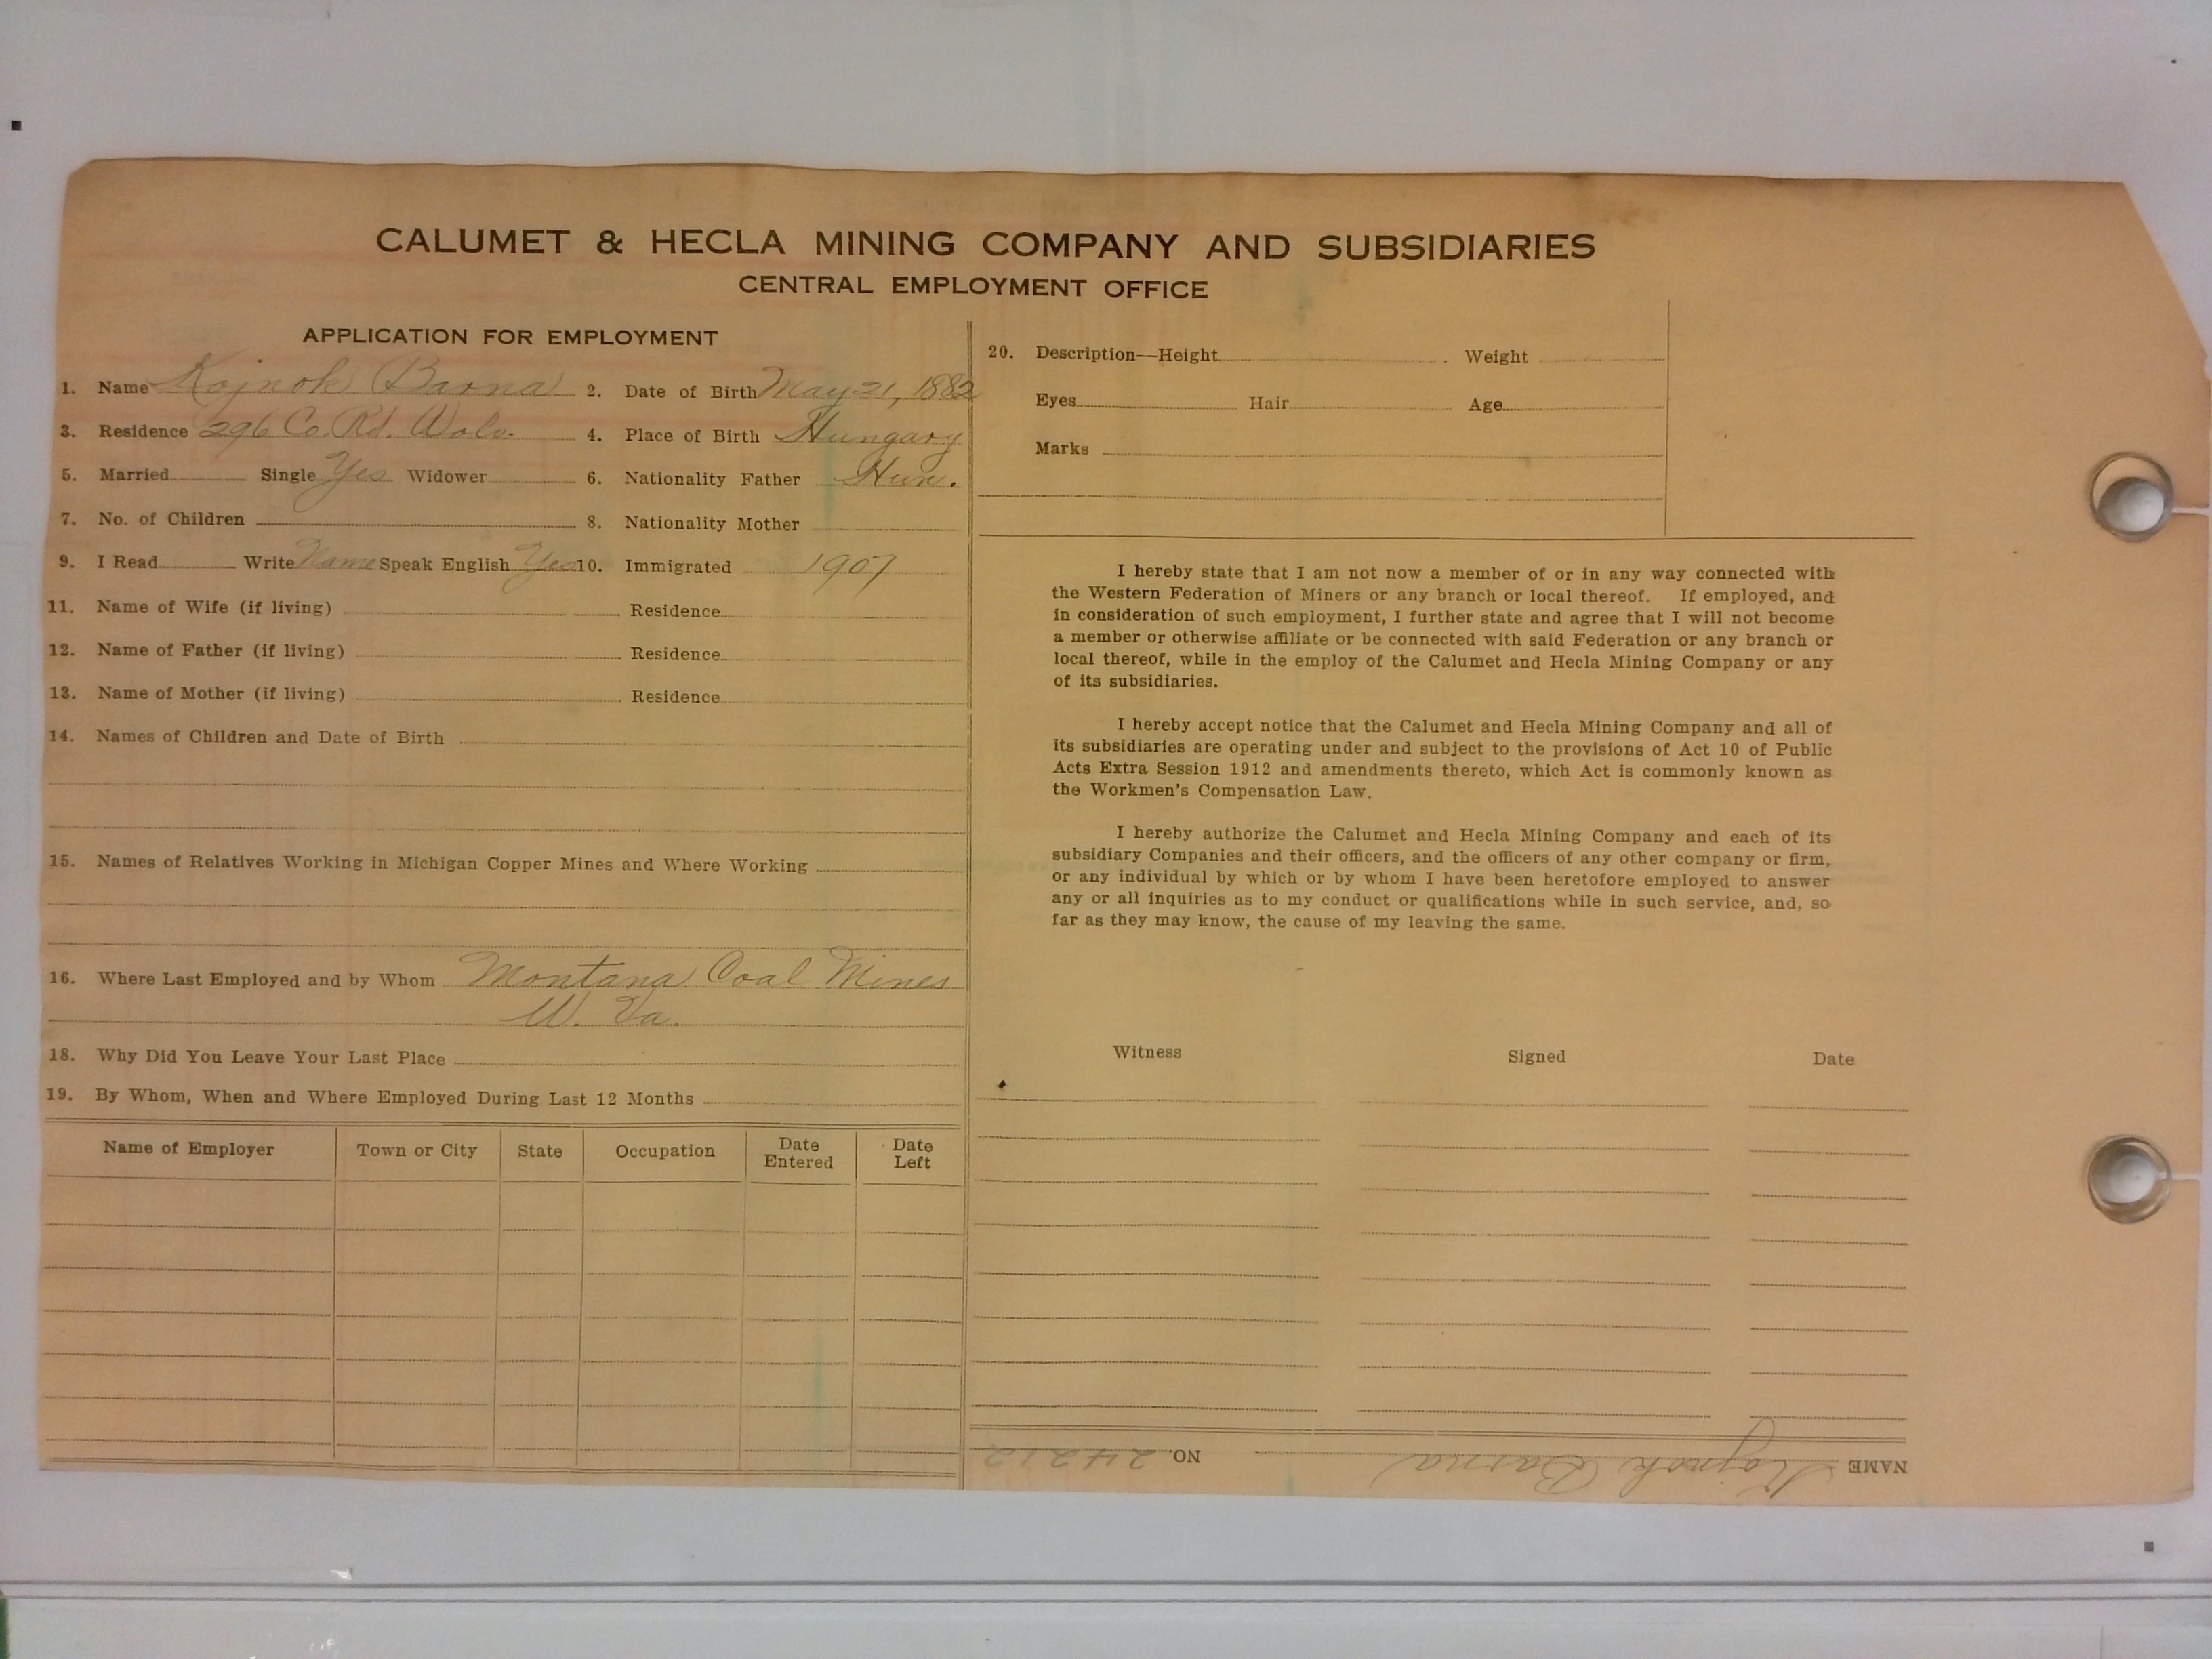 CALUMET & HECLA MINING COMPANY AND SUBSIDIARIES
CENTRAL EMPLOYMENT OFFICE
APPLICATION FOR EMPLOYMENT
1. Name Kojnok Barna 2. Date of Birth May 21, 1882
3. Residence 296 Co. Rd. Wolv. 4. Place of Birth Hungary
5. Married Single Yes Widower 6. Nationality Father Hun.
7. No. of Children 8. Nationality Mother
9. I Read Write Name Speak English Yes 10. Immigrated 1907
11. Name of Wife (if living) Residence
12. Name of Father (if living) Residence
13. Name of Mother (if living) Residence
14. Names of Children and Date of Birth
15. Names of Relatives Working in Michigan Copper Mines and Where Working
16. Where Last Employed and by Whom Montana Coal Mines
W. Va.
18. Why Did You Leave Your Last Place
19. By Whom, When and Where Employed During Last 12 Months
Name of Employer Town or City State Occupation Date Entered Date Left
20. Description—Height Weight
Eyes Hair Age
Marks
I hereby state that I am not now a member of or in any way connected with
the Western Federation of Miners or any branch or local thereof. If employed, and
in consideration of such employment, I further state and agree that I will not become
a member or otherwise affiliate or be connected with said Federation or any branch or
local thereof, while in the employ of the Calumet and Hecla Mining Company or any
of its subsidiaries.
I hereby accept notice that the Calumet and Hecla Mining Company and all of
its subsidiaries are operating under and subject to the provisions of Act 10 of Public
Acts Extra Session 1912 and amendments thereto, which Act is commonly known as
the Workmen's Compensation Law.
I hereby authorize the Calumet and Hecla Mining Company and each of its
subsidiary Companies and their officers, and the officers of any other company or firm,
or any individual by which or by whom I have been heretofore employed to answer
any or all inquiries as to my conduct or qualifications while in such service, and, so
far as they may know, the cause of my leaving the same.
Witness Signed Date
NAME Kojnok Barna NO. 24212